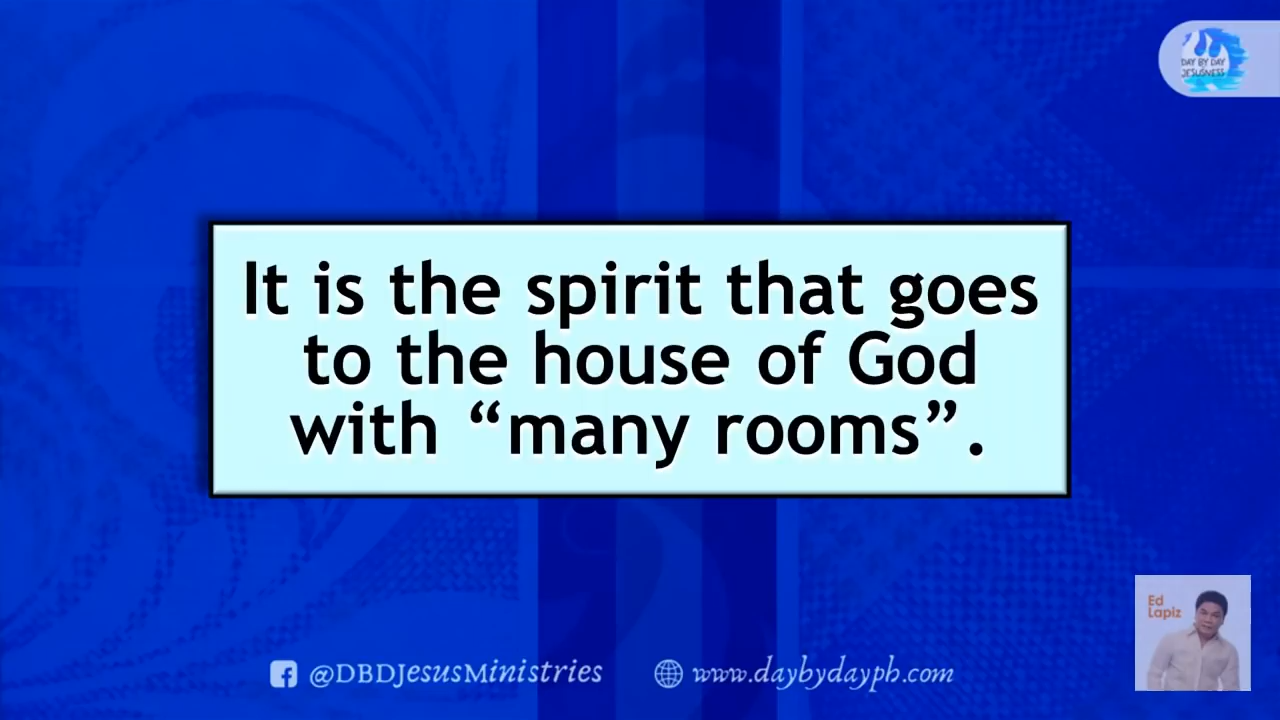 DAY BY DAY
JESUSNESS
It is the spirit that goes
to the house of God
with “many rooms”.
Ed
Lapiz
@DBDJesusMinistries
www.daybydayph.com